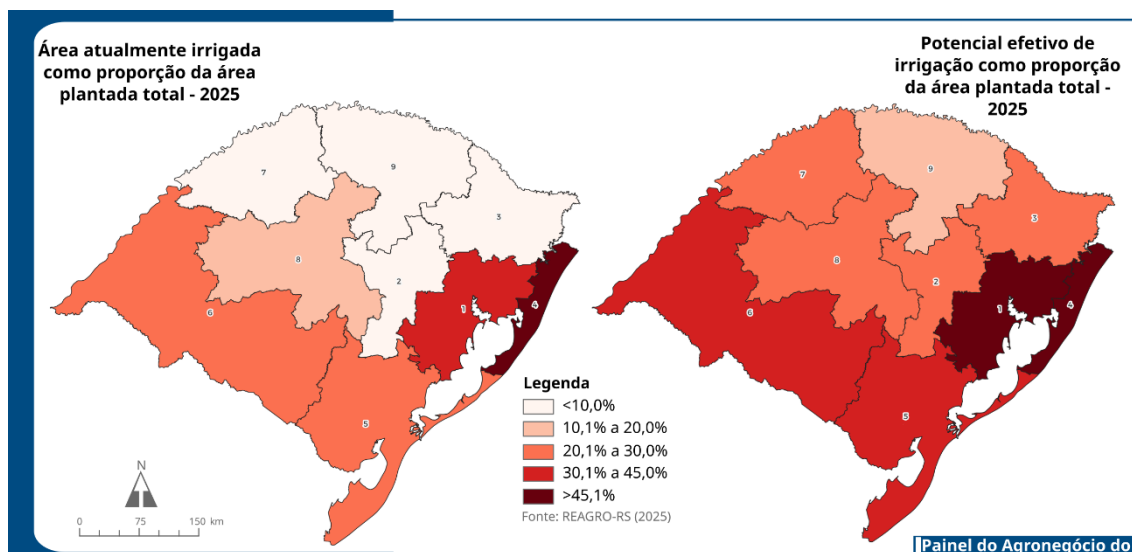 Área atualmente irrigada
como proporção da área
plantada total - 2025
Potencial efetivo de
irrigação como proporção
da área plantada total -
2025
7
9
3
8
2
6
1
4
5
7
9
3
8
2
6
1
4
5
Legenda
<10,0%
10,1% a 20,0%
20,1% a 30,0%
30,1% a 45,0%
>45,1%
Fonte: REAGRO-RS (2025)
N
0 75 150 km
Painel do Agronegócio do